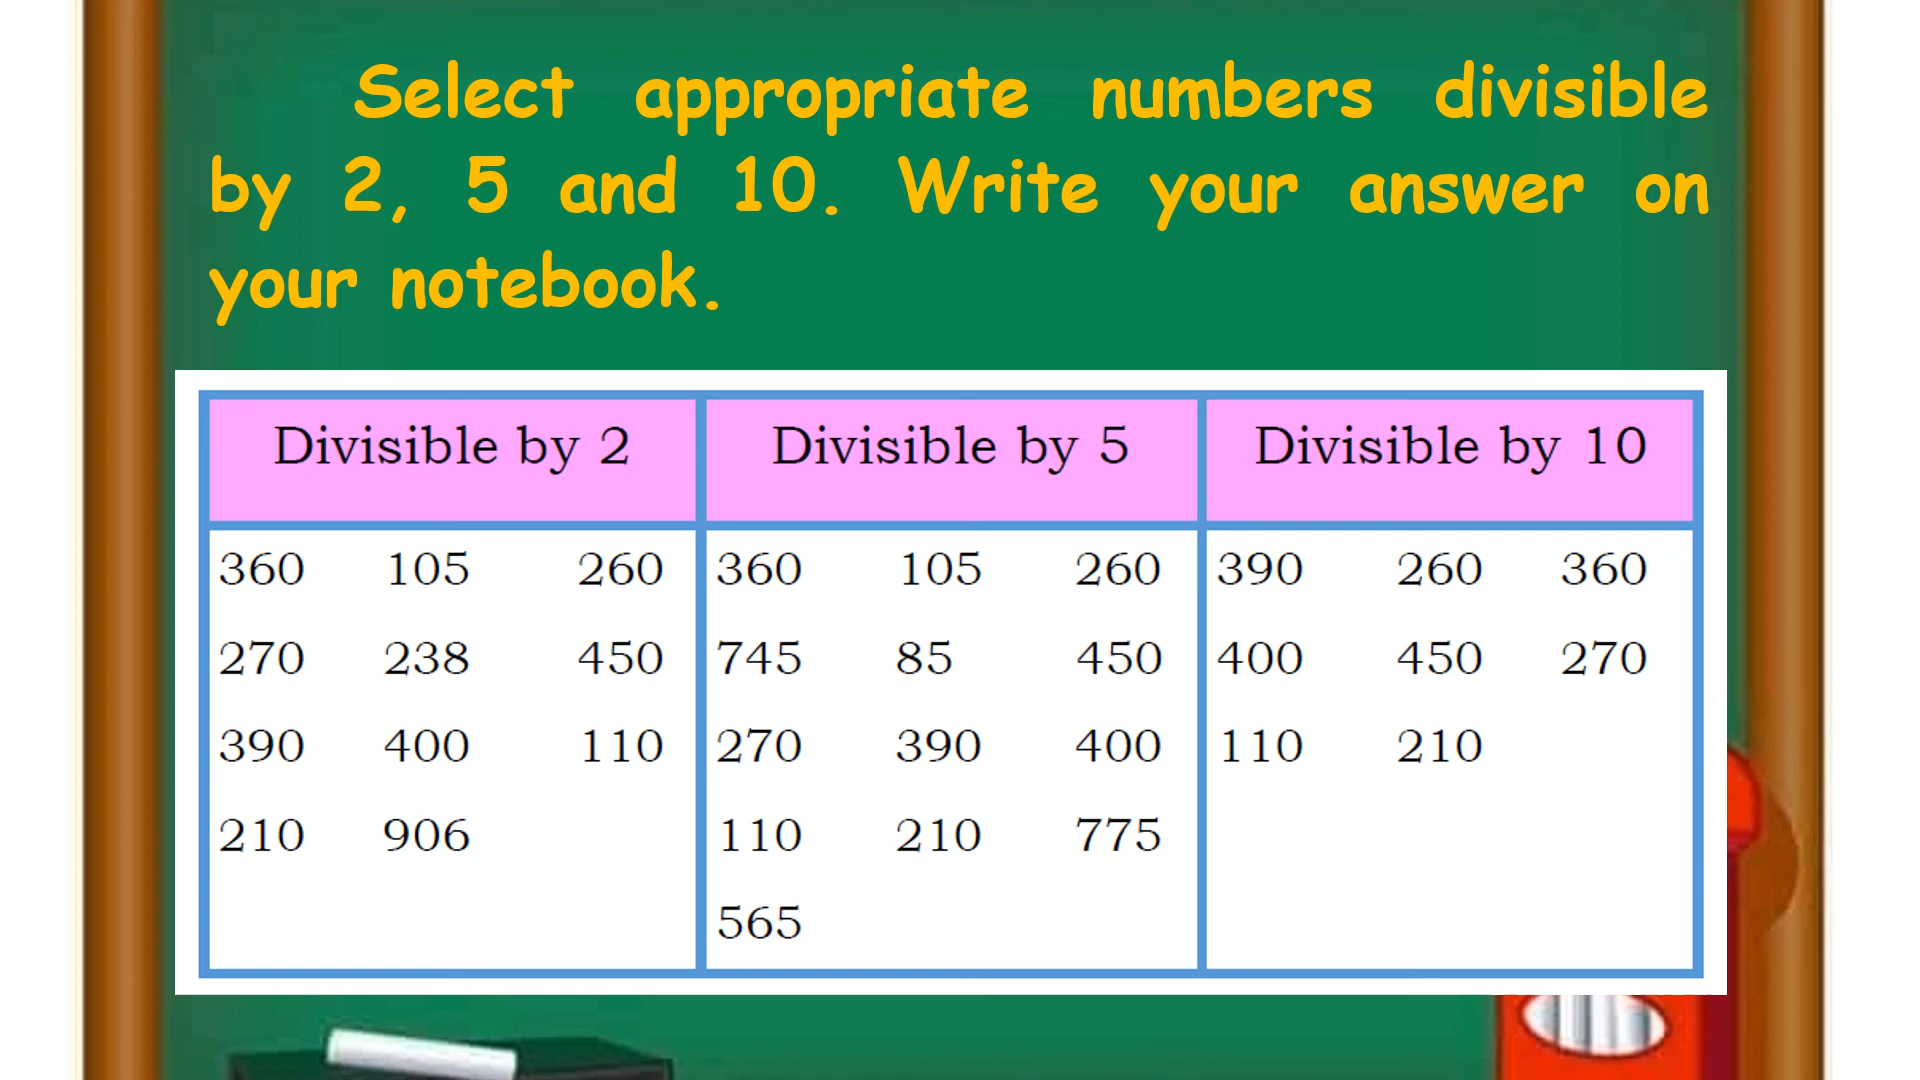 Select appropriate numbers divisible
by 2, 5 and 10. Write your answer on
your notebook.
Divisible by 2 Divisible by 5 Divisible by 10
360 105 260 360 105 260 390 260 360
270 238 450 745 85 450 400 450 270
390 400 110 270 390 400 110 210
210 906 110 210 775
565